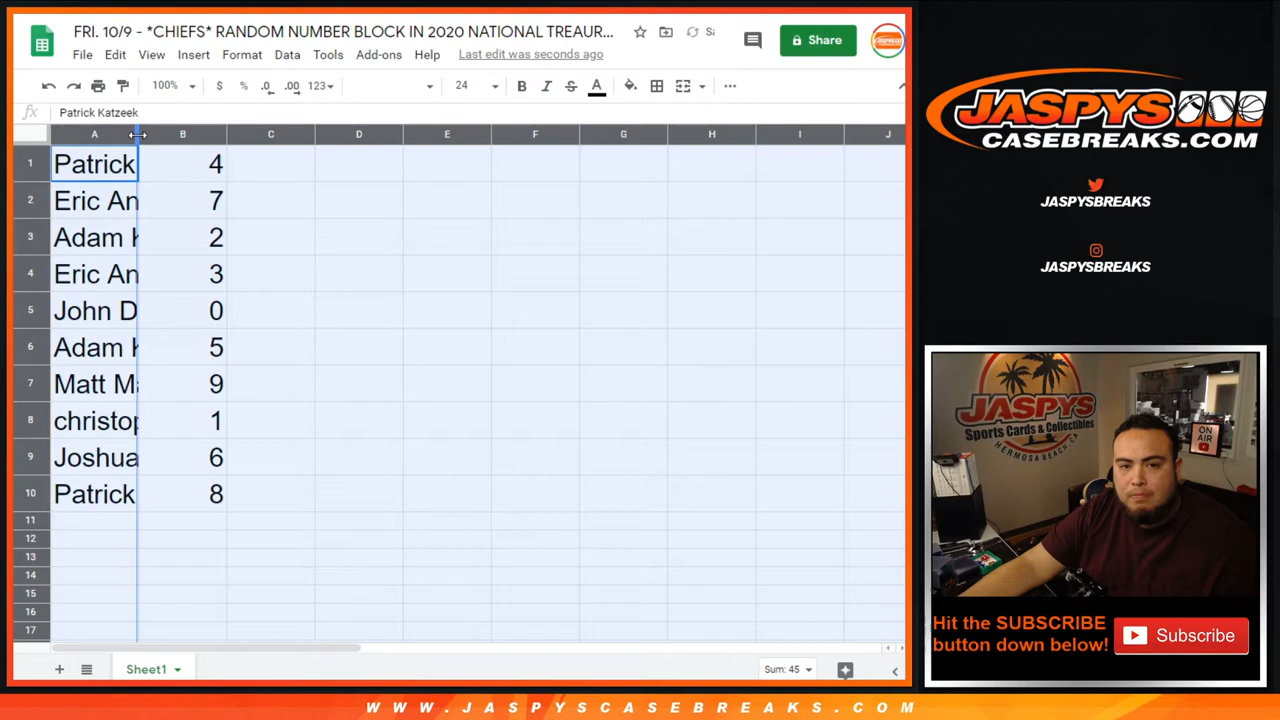 FRI. 10/9 - *CHIEFS* RANDOM NUMBER BLOCK IN 2020 NATIONAL TREAUR...
File Edit View Insert Format Data Tools Add-ons Help Last edit was seconds ago
Share
100% $ % .0 .00 123 24 B I S A
fx Patrick Katzeek
A B C D E F G H I J
1 Patrick 4
2 Eric An 7
3 Adam K 2
4 Eric An 3
5 John D 0
6 Adam K 5
7 Matt Ma 9
8 christop 1
9 Joshua 6
10 Patrick 8
11
12
13
14
15
16
17
Sheet1 Sum: 45
JASPYS
CASEBREAKS.COM
JASPYSBREAKS
JASPYSBREAKS
JASPYS
Sports Cards & Collectibles
HERMOSA BEACH, CA
ON AIR
Hit the SUBSCRIBE
button down below!
Subscribe
WWW.JASPYSCASEBREAKS.COM